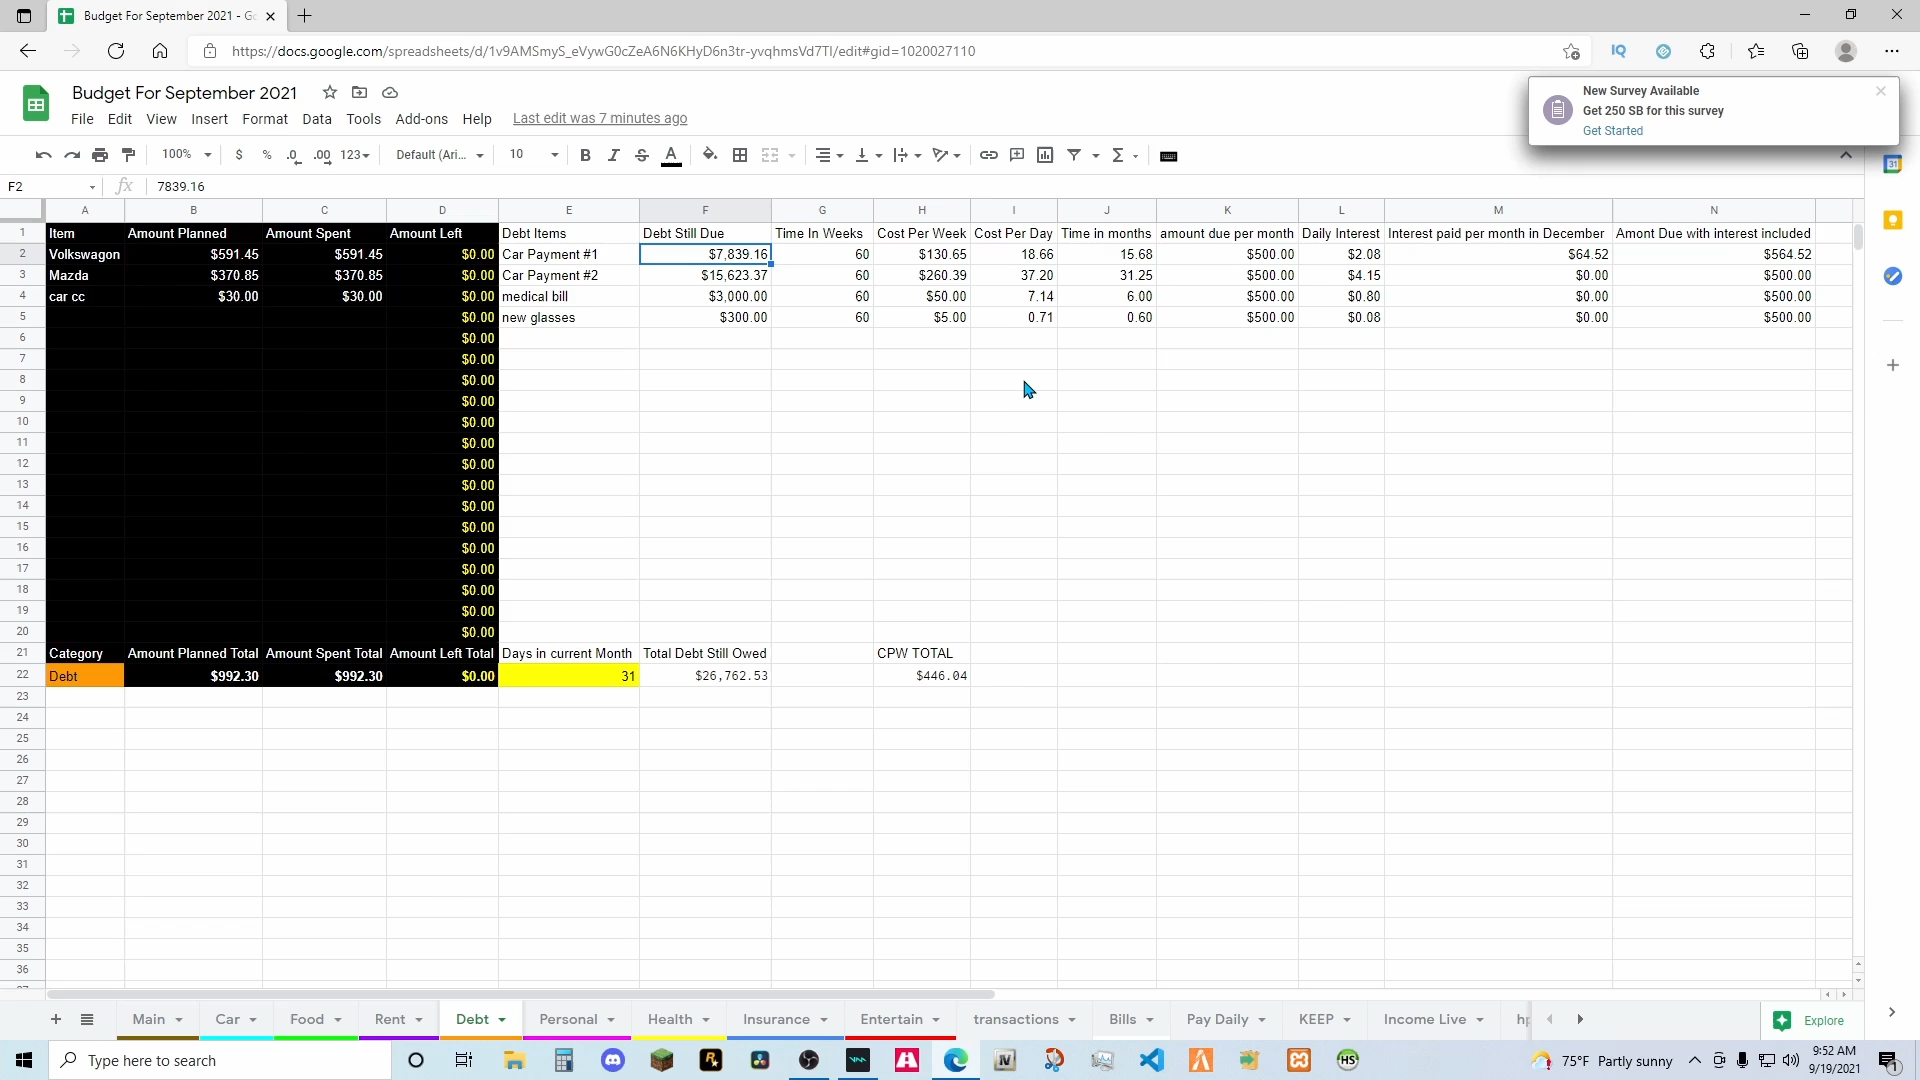 Budget For September 2021 - Go
https://docs.google.com/spreadsheets/d/1v9AMSmyS_eVywG0cZeA6N6KHyD6n3tr-yvqhmsVd7TI/edit#gid=1020027110
Budget For September 2021
File Edit View Insert Format Data Tools Add-ons Help Last edit was 7 minutes ago
New Survey Available
Get 250 SB for this survey
Get Started
100% $ % .0 .00 123 Default (Ari... 10 B I S A
F2 fx 7839.16
A B C D E F G H I J K L M N
1 Item Amount Planned Amount Spent Amount Left Debt Items Debt Still Due Time In Weeks Cost Per Week Cost Per Day Time in months amount due per month Daily Interest Interest paid per month in December Amont Due with interest included
2 Volkswagon $591.45 $591.45 $0.00 Car Payment #1 $7,839.16 60 $130.65 18.66 15.68 $500.00 $2.08 $64.52 $564.52
3 Mazda $370.85 $370.85 $0.00 Car Payment #2 $15,623.37 60 $260.39 37.20 31.25 $500.00 $4.15 $0.00 $500.00
4 car cc $30.00 $30.00 $0.00 medical bill $3,000.00 60 $50.00 7.14 6.00 $500.00 $0.80 $0.00 $500.00
5 $0.00 new glasses $300.00 60 $5.00 0.71 0.60 $500.00 $0.08 $0.00 $500.00
6 $0.00
7 $0.00
8 $0.00
9 $0.00
10 $0.00
11 $0.00
12 $0.00
13 $0.00
14 $0.00
15 $0.00
16 $0.00
17 $0.00
18 $0.00
19 $0.00
20 $0.00
21 Category Amount Planned Total Amount Spent Total Amount Left Total Days in current Month Total Debt Still Owed CPW TOTAL
22 Debt $992.30 $992.30 $0.00 31 $26,762.53 $446.04
23
24
25
26
27
28
29
30
31
32
33
34
35
36
Main Car Food Rent Debt Personal Health Insurance Entertain transactions Bills Pay Daily KEEP Income Live hp Explore
Type here to search
75°F Partly sunny
9:52 AM
9/19/2021